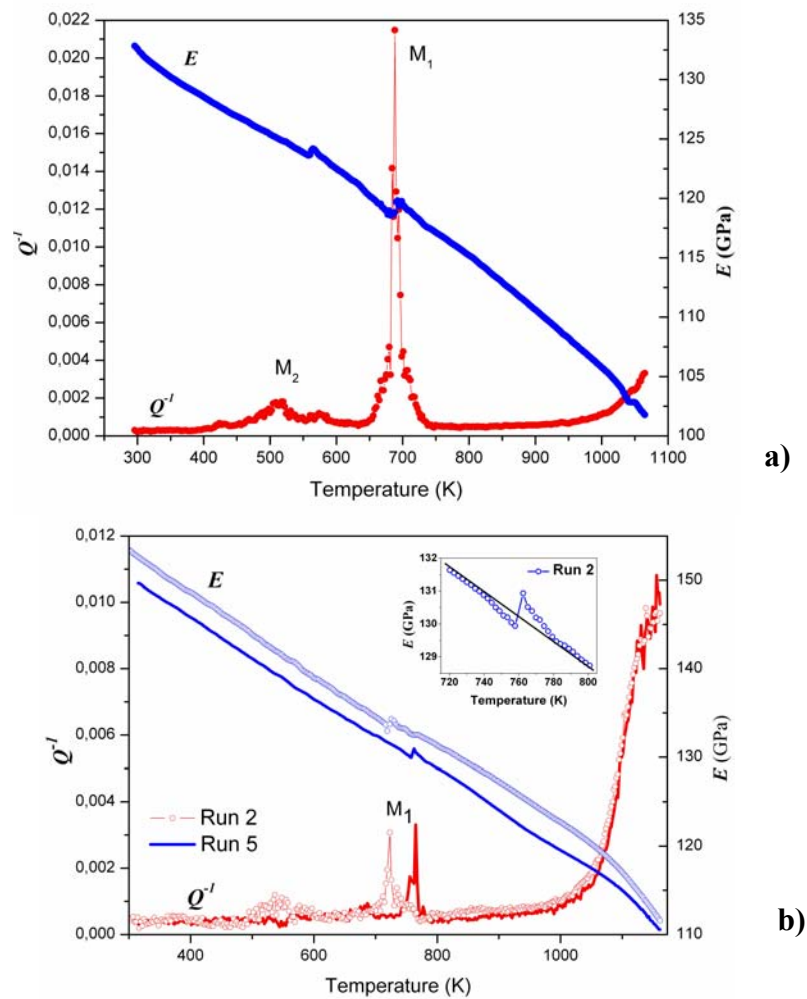 0,022
0,020
0,018
0,016
0,014
0,012
0,010
0,008
0,006
0,004
0,002
0,000
Q⁻¹
E
M₁
M₂
Q⁻¹
135
130
125
120
115
110
105
100
E (GPa)
300 400 500 600 700 800 900 1000 1100
Temperature (K)
a)
0,012
0,010
0,008
0,006
0,004
0,002
0,000
Q⁻¹
E
132
131
130
129
E (GPa)
Run 2
720 740 760 780 800
Temperature (K)
Run 2
Run 5
M₁
Q⁻¹
150
140
130
120
110
E (GPa)
400 600 800 1000
Temperature (K)
b)